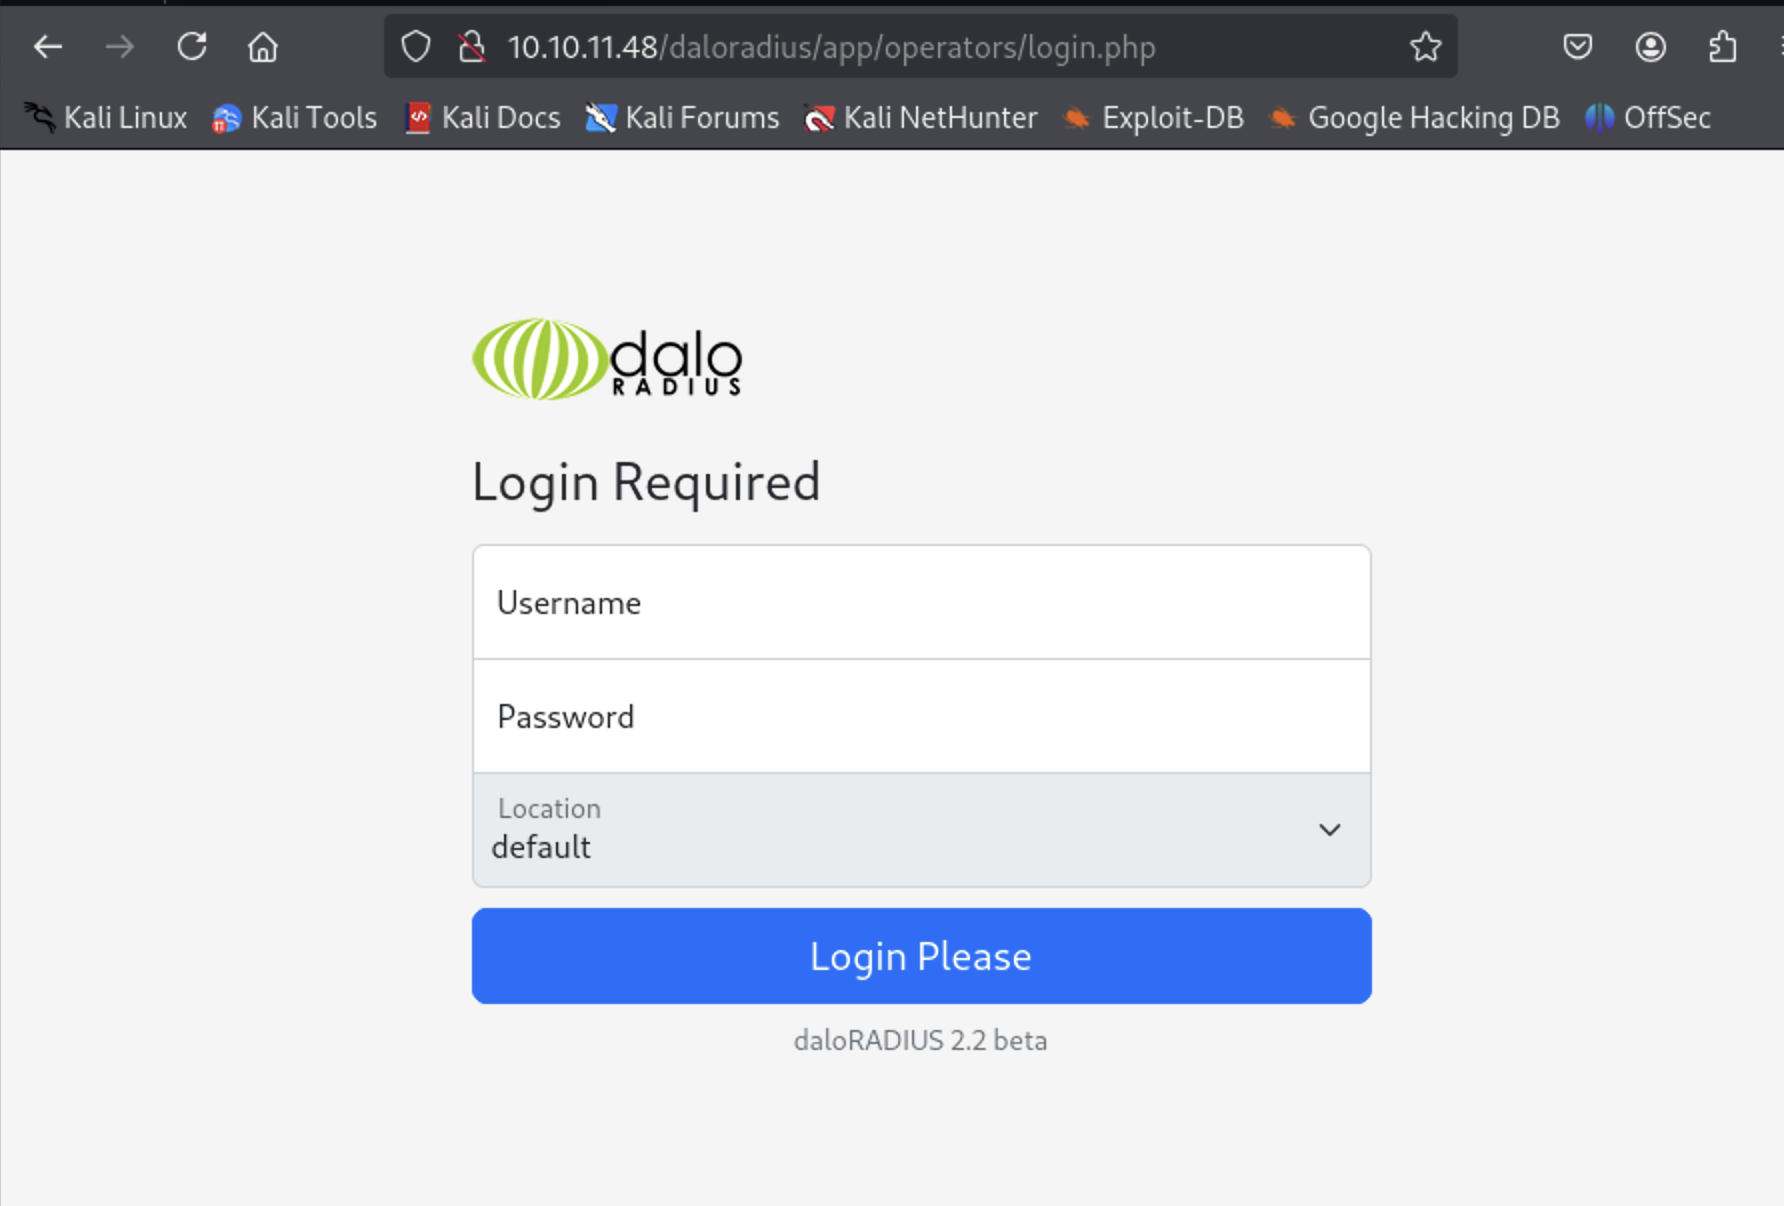 10.10.11.48/daloradius/app/operators/login.php
Kali Linux Kali Tools Kali Docs Kali Forums Kali NetHunter Exploit-DB Google Hacking DB OffSec
dalo
RADIUS
Login Required
Username
Password
Location
default
Login Please
daloRADIUS 2.2 beta